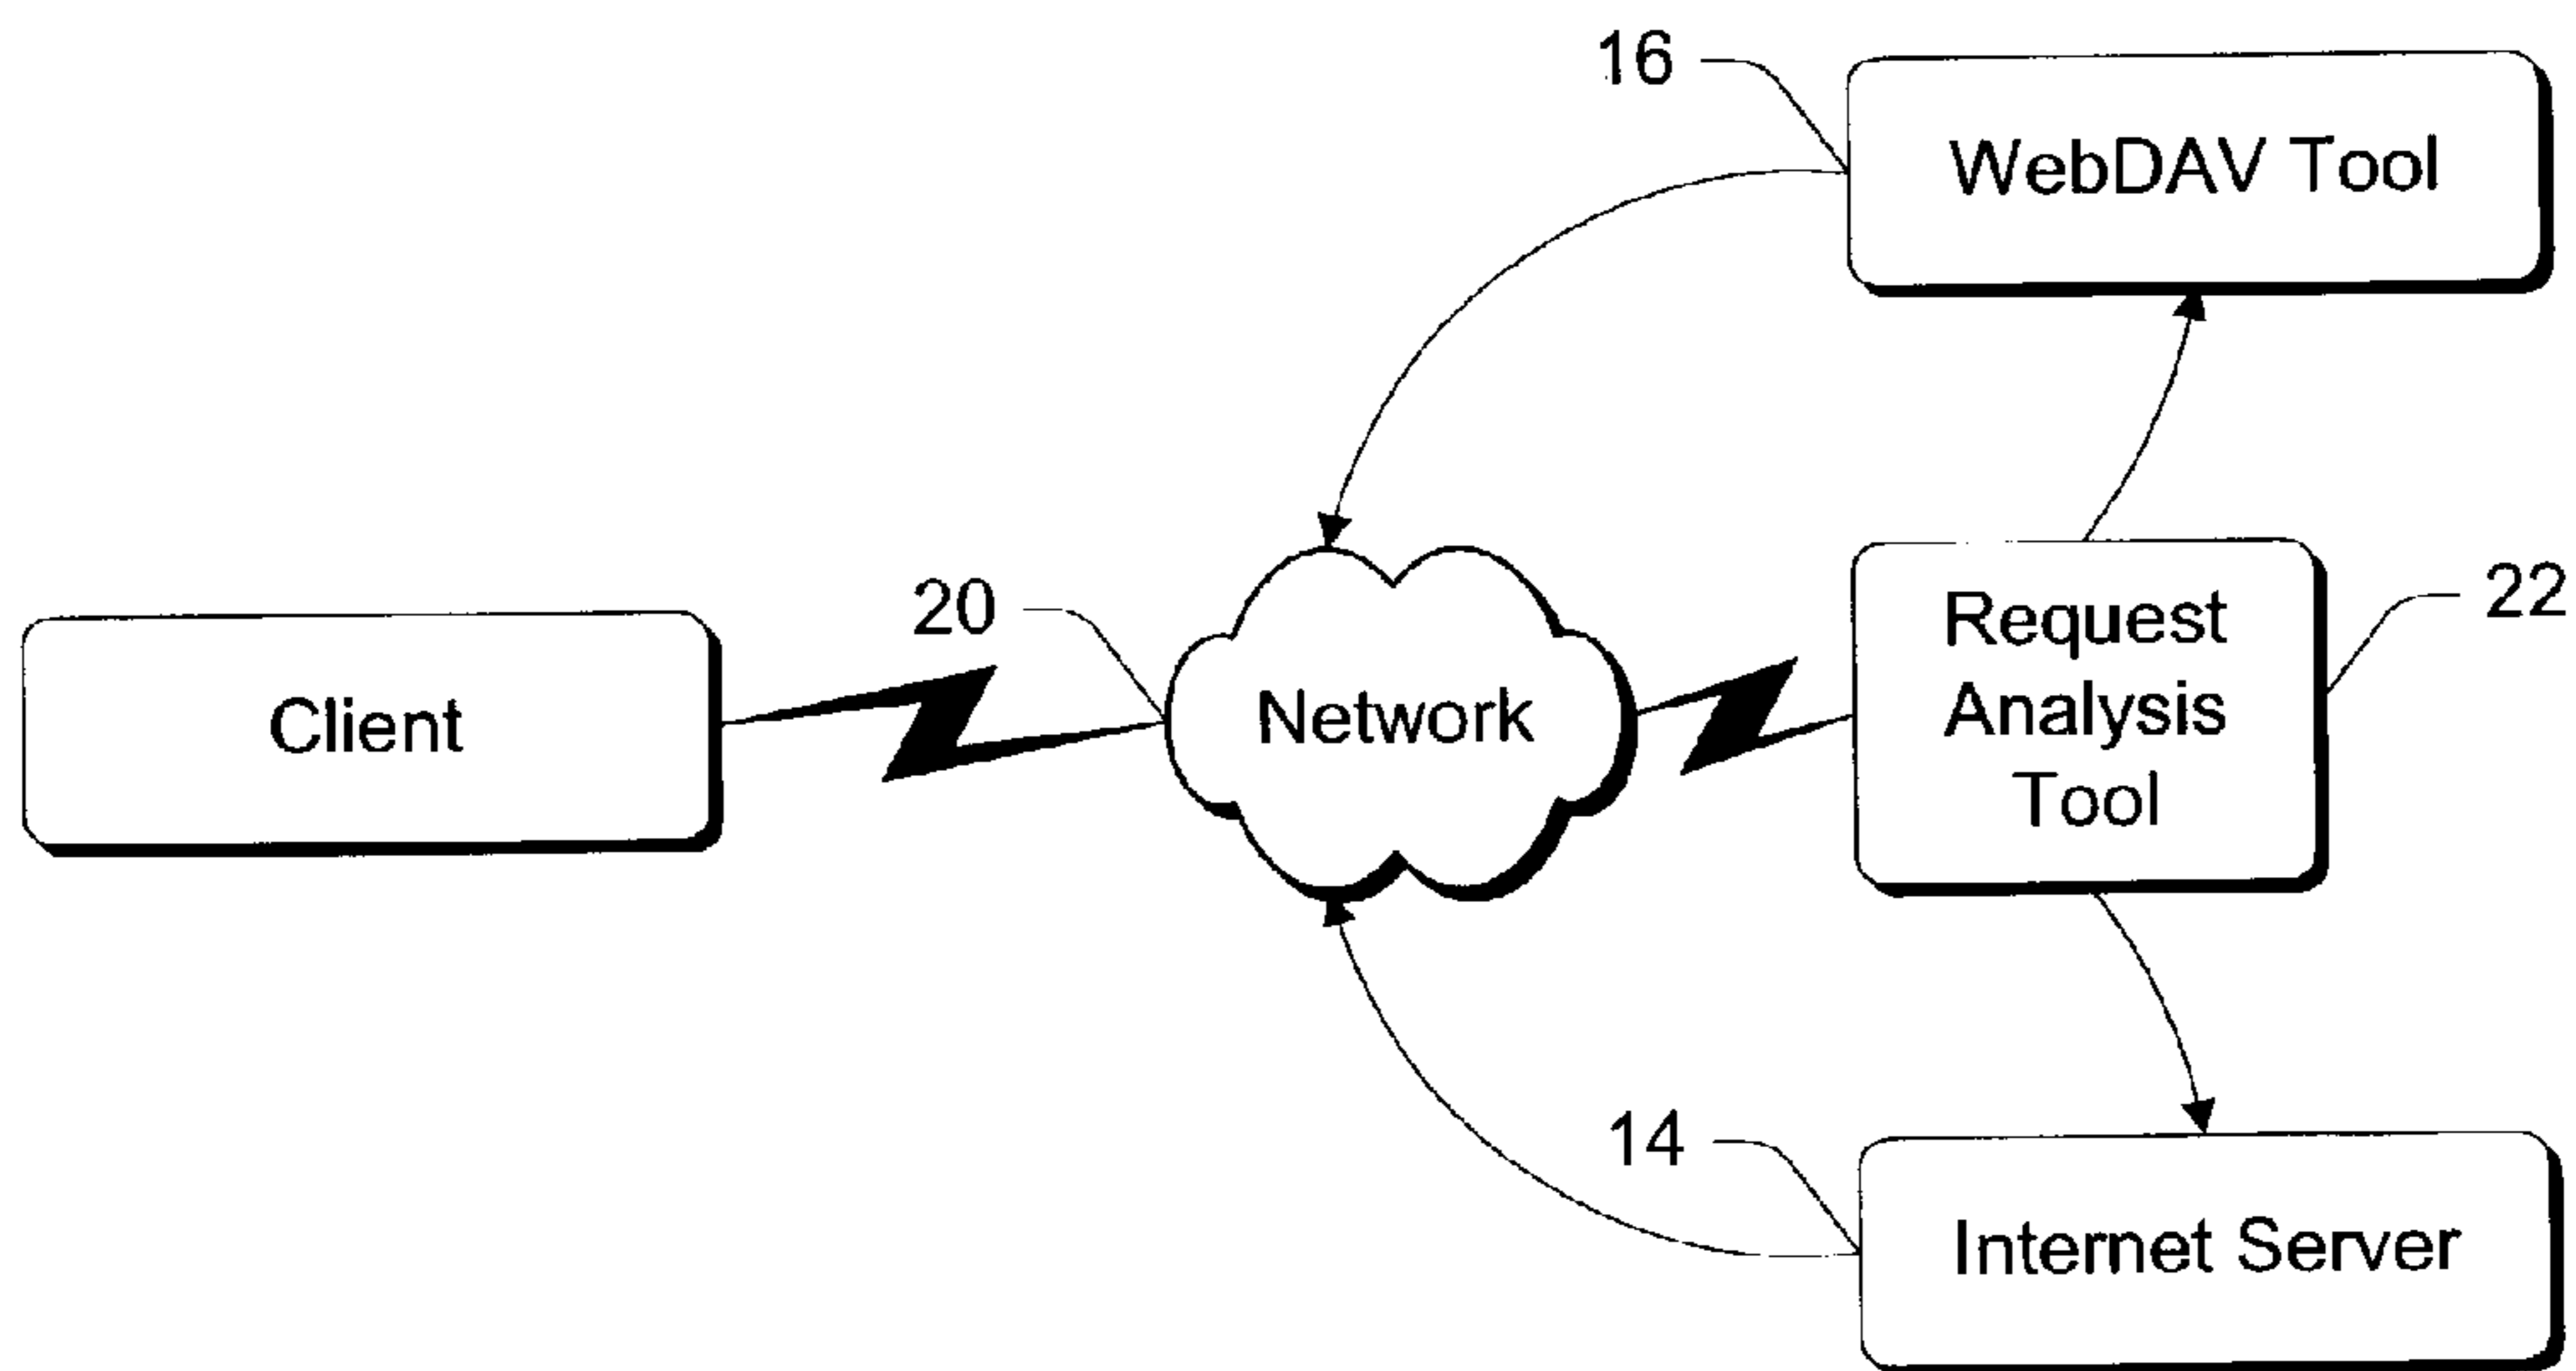 16
WebDAV Tool
20
22
Client
Network
Request
Analysis
Tool
14
Internet Server